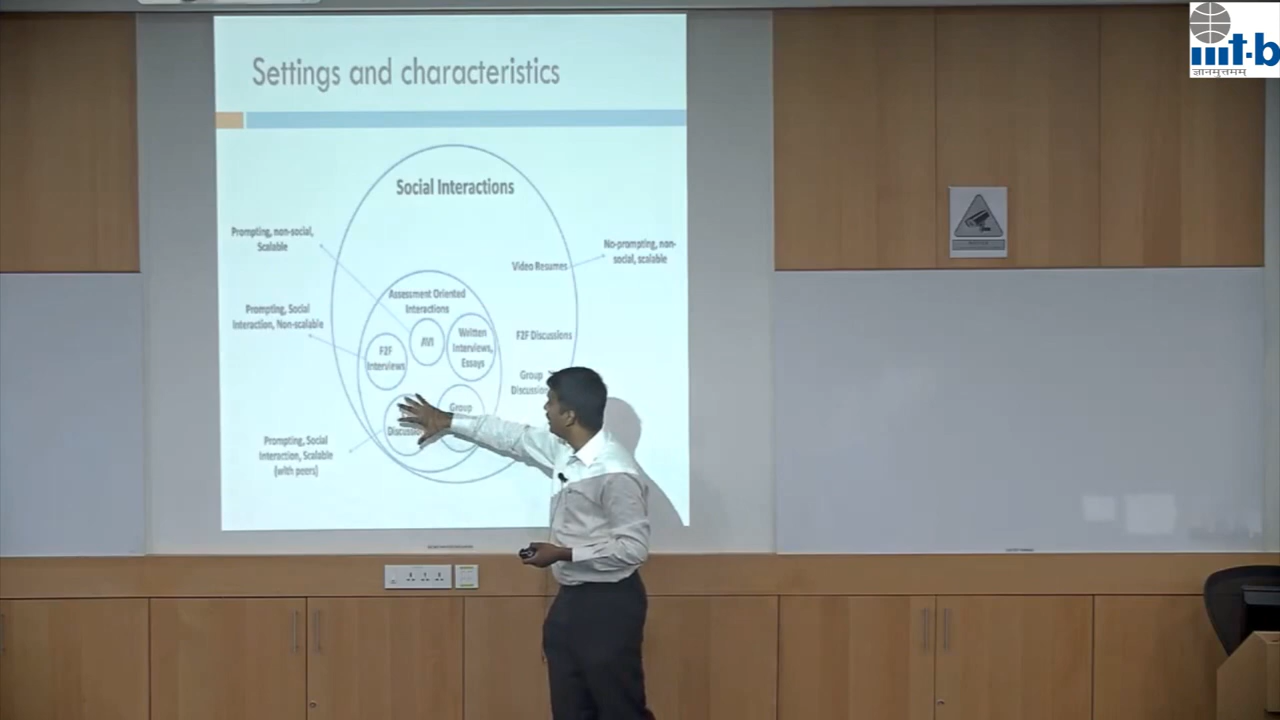 iiit-b
ज्ञानमुत्तमम्
Settings and characteristics
Social Interactions
Prompting, non-social,
Scalable
No-prompting, non-
social, scalable
Video Resumes
Assessment Oriented
Interactions
Prompting, Social
Interaction, Non-scalable
F2F
Interviews
AVI
Written
Interviews,
Essays
F2F Discussions
Group
Group
Prompting, Social
Interaction, Scalable
(with peers)